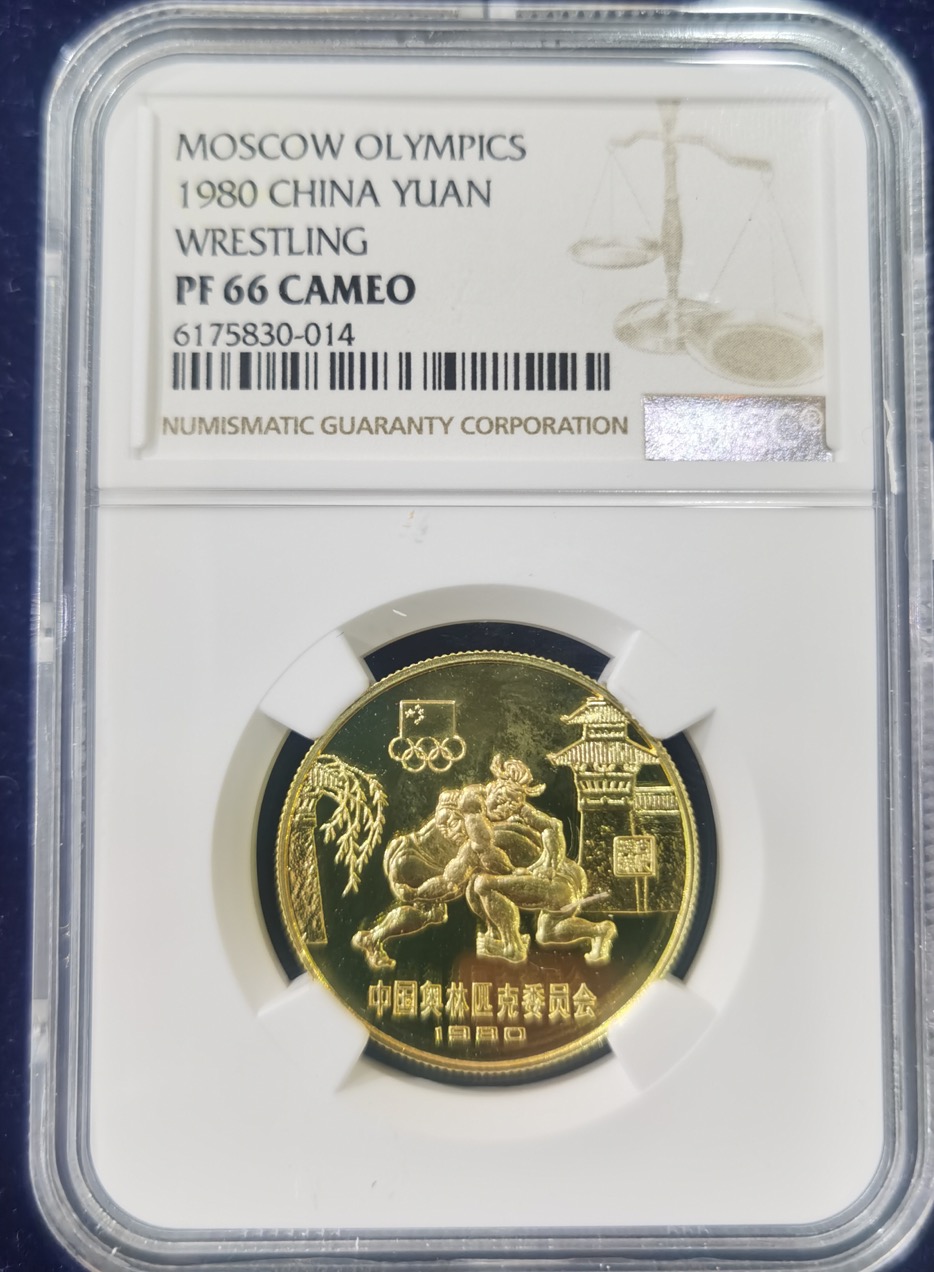 MOSCOW OLYMPICS
1980 CHINA YUAN
WRESTLING
PF 66 CAMEO
6175830-014
NUMISMATIC GUARANTY CORPORATION
中国奥林匹克委员会
1980